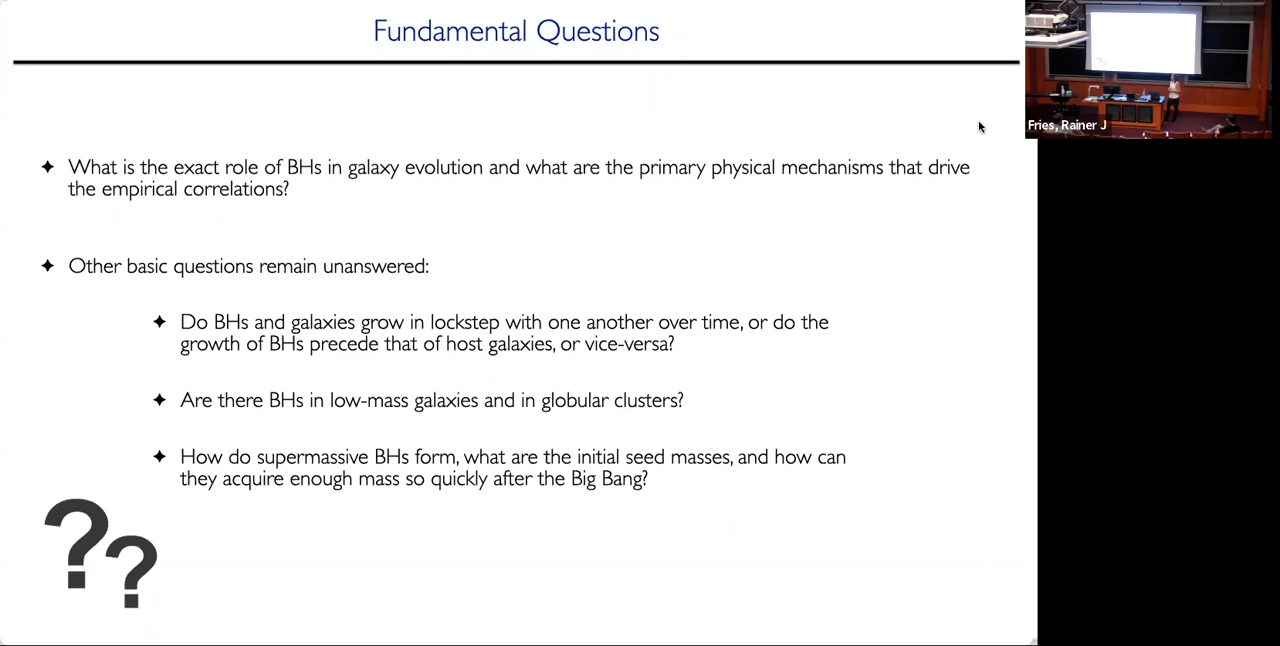 Fundamental Questions
Fries, Rainer J
✦ What is the exact role of BHs in galaxy evolution and what are the primary physical mechanisms that drive
the empirical correlations?
✦ Other basic questions remain unanswered:
✦ Do BHs and galaxies grow in lockstep with one another over time, or do the
growth of BHs precede that of host galaxies, or vice-versa?
✦ Are there BHs in low-mass galaxies and in globular clusters?
✦ How do supermassive BHs form, what are the initial seed masses, and how can
they acquire enough mass so quickly after the Big Bang?
??